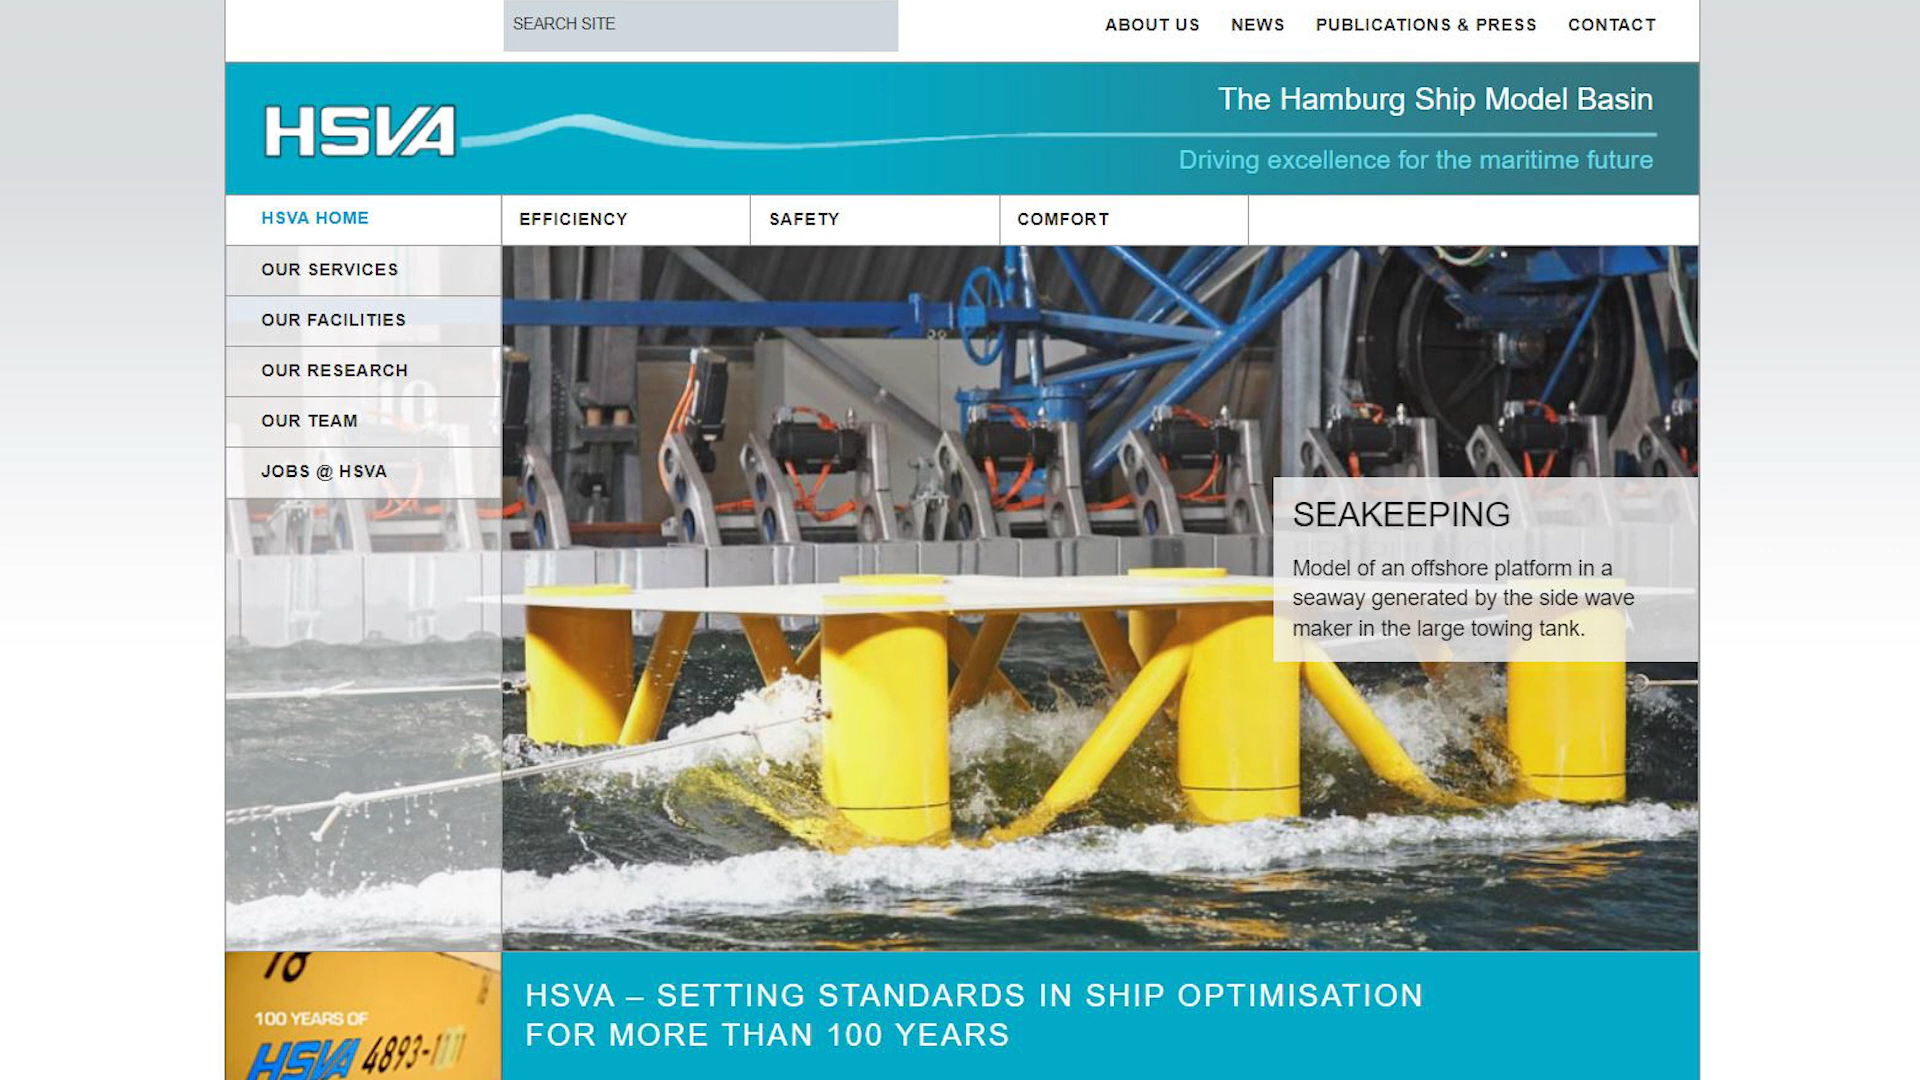 SEARCH SITE
ABOUT US NEWS PUBLICATIONS & PRESS CONTACT
HSVA
The Hamburg Ship Model Basin
Driving excellence for the maritime future
HSVA HOME EFFICIENCY SAFETY COMFORT
OUR SERVICES
OUR FACILITIES
OUR RESEARCH
OUR TEAM
JOBS @ HSVA
10
SEAKEEPING
Model of an offshore platform in a
seaway generated by the side wave
maker in the large towing tank.
18
100 YEARS OF
HSVA 4893-
HSVA – SETTING STANDARDS IN SHIP OPTIMISATION
FOR MORE THAN 100 YEARS